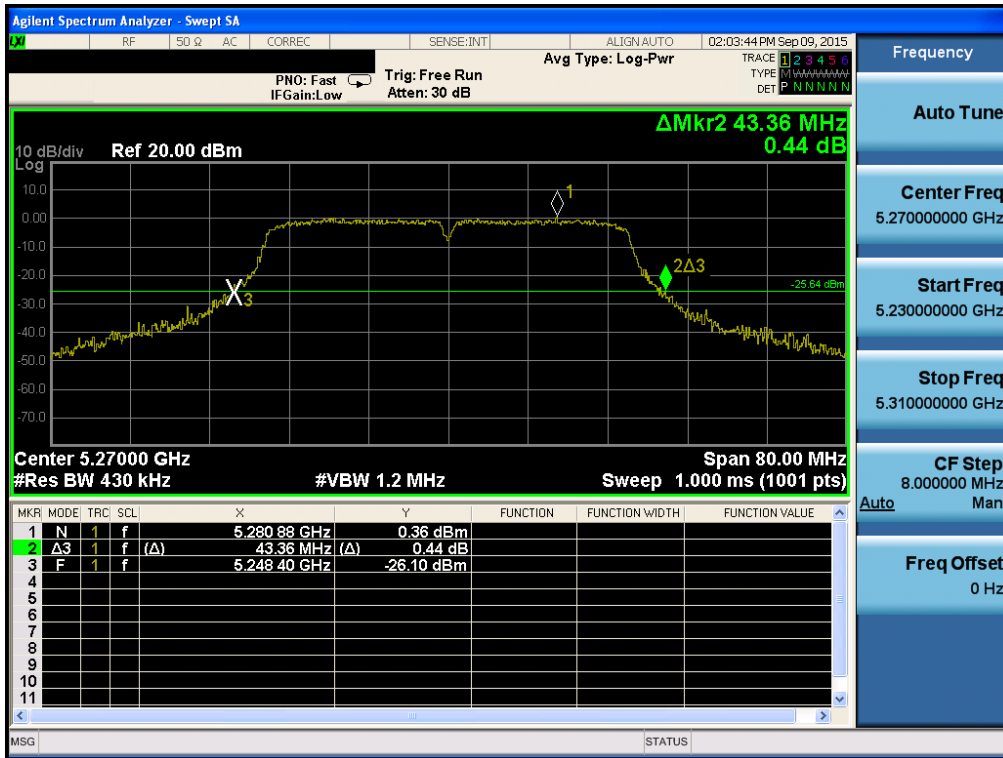 Agilent Spectrum Analyzer - Swept SA
LXI RF 50 Ω AC CORREC SENSE:INT ALIGN AUTO 02:03:44 PM Sep 09, 2015
Avg Type: Log-Pwr TRACE 1 2 3 4 5 6
PNO: Fast Trig: Free Run TYPE M WWWWW
IFGain:Low Atten: 30 dB DET P N N N N N
ΔMkr2 43.36 MHz
10 dB/div Ref 20.00 dBm 0.44 dB
Log
10.0
1
0.00
-10.0
2Δ3
-20.0
-25.64 dBm
3
-30.0
-40.0
-50.0
-60.0
-70.0
Center 5.27000 GHz Span 80.00 MHz
#Res BW 430 kHz #VBW 1.2 MHz Sweep 1.000 ms (1001 pts)
MKR MODE TRC SCL X Y FUNCTION FUNCTION WIDTH FUNCTION VALUE
1 N 1 f 5.280 88 GHz 0.36 dBm
2 Δ3 1 f (Δ) 43.36 MHz (Δ) 0.44 dB
3 F 1 f 5.248 40 GHz -26.10 dBm
4
5
6
7
8
9
10
11
MSG STATUS
Frequency
Auto Tune
Center Freq
5.270000000 GHz
Start Freq
5.230000000 GHz
Stop Freq
5.310000000 GHz
CF Step
8.000000 MHz
Auto Man
Freq Offset
0 Hz